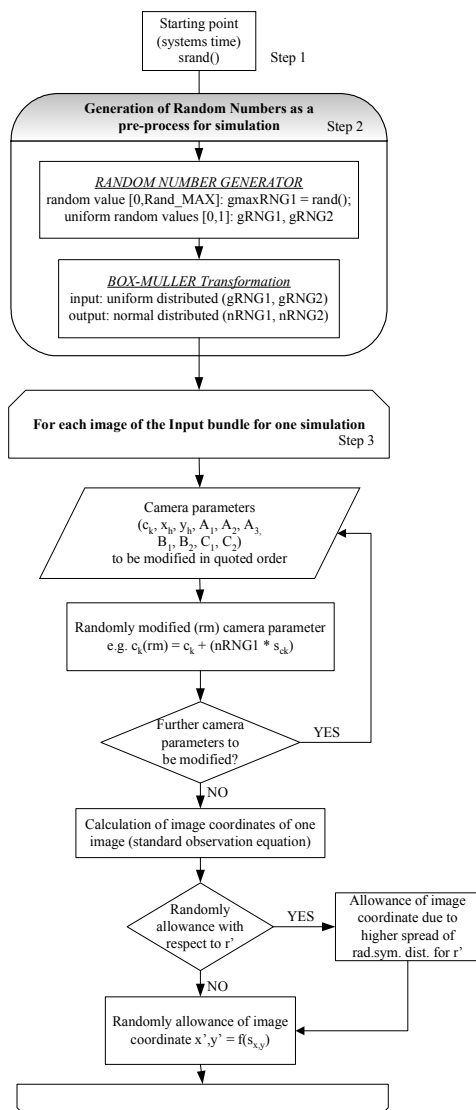 Starting point
(systems time)
srand()
Step 1
Generation of Random Numbers as a
pre-process for simulation
Step 2
RANDOM NUMBER GENERATOR
random value [0,Rand_MAX]: gmaxRNG1 = rand();
uniform random values [0,1]: gRNG1, gRNG2
BOX-MULLER Transformation
input: uniform distributed (gRNG1, gRNG2)
output: normal distributed (nRNG1, nRNG2)
For each image of the Input bundle for one simulation
Step 3
Camera parameters
(cₖ, xₕ, yₕ, A₁, A₂, A₃,
B₁, B₂, C₁, C₂)
to be modified in quoted order
Randomly modified (rm) camera parameter
e.g. cₖ(rm) = cₖ + (nRNG1 * s_ck)
Further camera
parameters to
be modified?
YES
NO
Calculation of image coordinates of one
image (standard observation equation)
Randomly
allowance with
respect to r’
YES
Allowance of image
coordinate due to
higher spread of
rad.sym. dist. for r’
NO
Randomly allowance of image
coordinate x’,y’ = f(s_x,y)